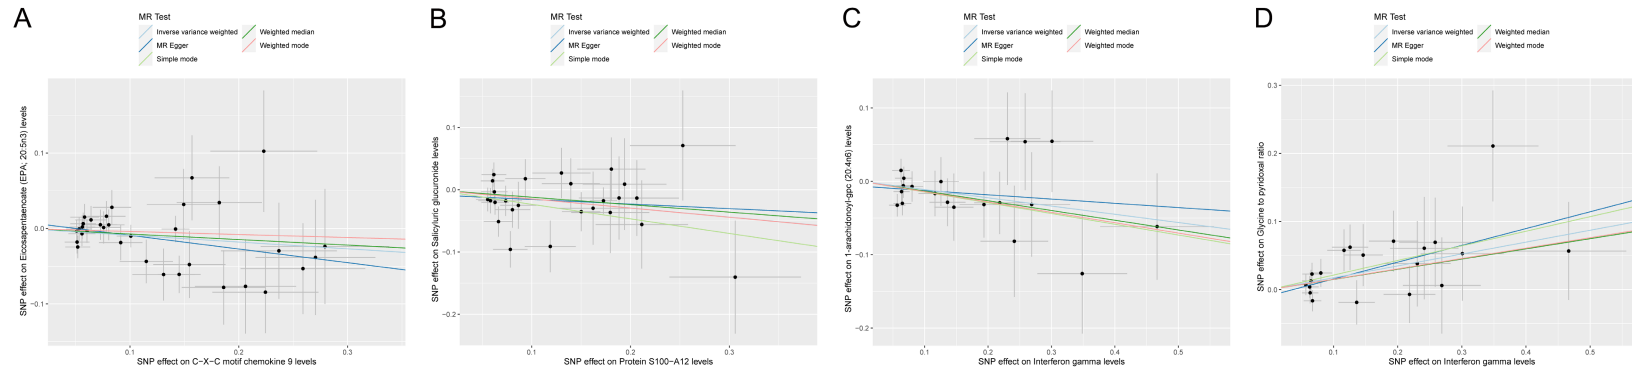 A
MR Test
Inverse variance weighted
Weighted median
MR Egger
Weighted mode
Simple mode
SNP effect on Eicosapentaenoate (EPA; 20:5n3) levels
0.1
0.0
−0.1
0.1
0.2
0.3
SNP effect on C−X−C motif chemokine 9 levels
B
MR Test
Inverse variance weighted
Weighted median
MR Egger
Weighted mode
Simple mode
SNP effect on Salicyluric glucuronide levels
0.1
0.0
−0.1
−0.2
0.1
0.2
0.3
SNP effect on Protein S100−A12 levels
C
MR Test
Inverse variance weighted
Weighted median
MR Egger
Weighted mode
Simple mode
SNP effect on 1-arachidonoyl-gpc (20:4n6) levels
0.1
0.0
−0.1
−0.2
0.1
0.2
0.3
0.4
0.5
SNP effect on Interferon gamma levels
D
MR Test
Inverse variance weighted
Weighted median
MR Egger
Weighted mode
Simple mode
SNP effect on Glycine to pyridoxal ratio
0.3
0.2
0.1
0.0
0.1
0.2
0.3
0.4
0.5
SNP effect on Interferon gamma levels